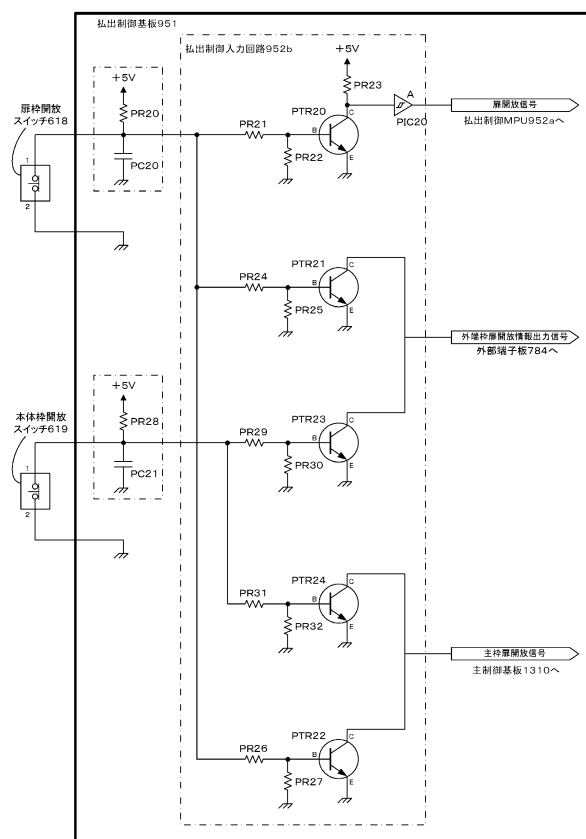 払出制御基板951
払出制御入力回路952b
+5V
PR23
PTR20
C
B
E
A
PIC20
扉開放信号
払出制御MPU952aへ
+5V
PR20
PC20
扉枠開放
スイッチ618
1
2
PR21
PR22
PTR21
C
B
E
PR24
PR25
外端枠扉開放情報出力信号
外部端子板784へ
+5V
PR28
PC21
本体枠開放
スイッチ619
1
2
PTR23
C
B
E
PR29
PR30
PTR24
C
B
E
PR31
PR32
主枠扉開放信号
主制御基板1310へ
PTR22
C
B
E
PR26
PR27